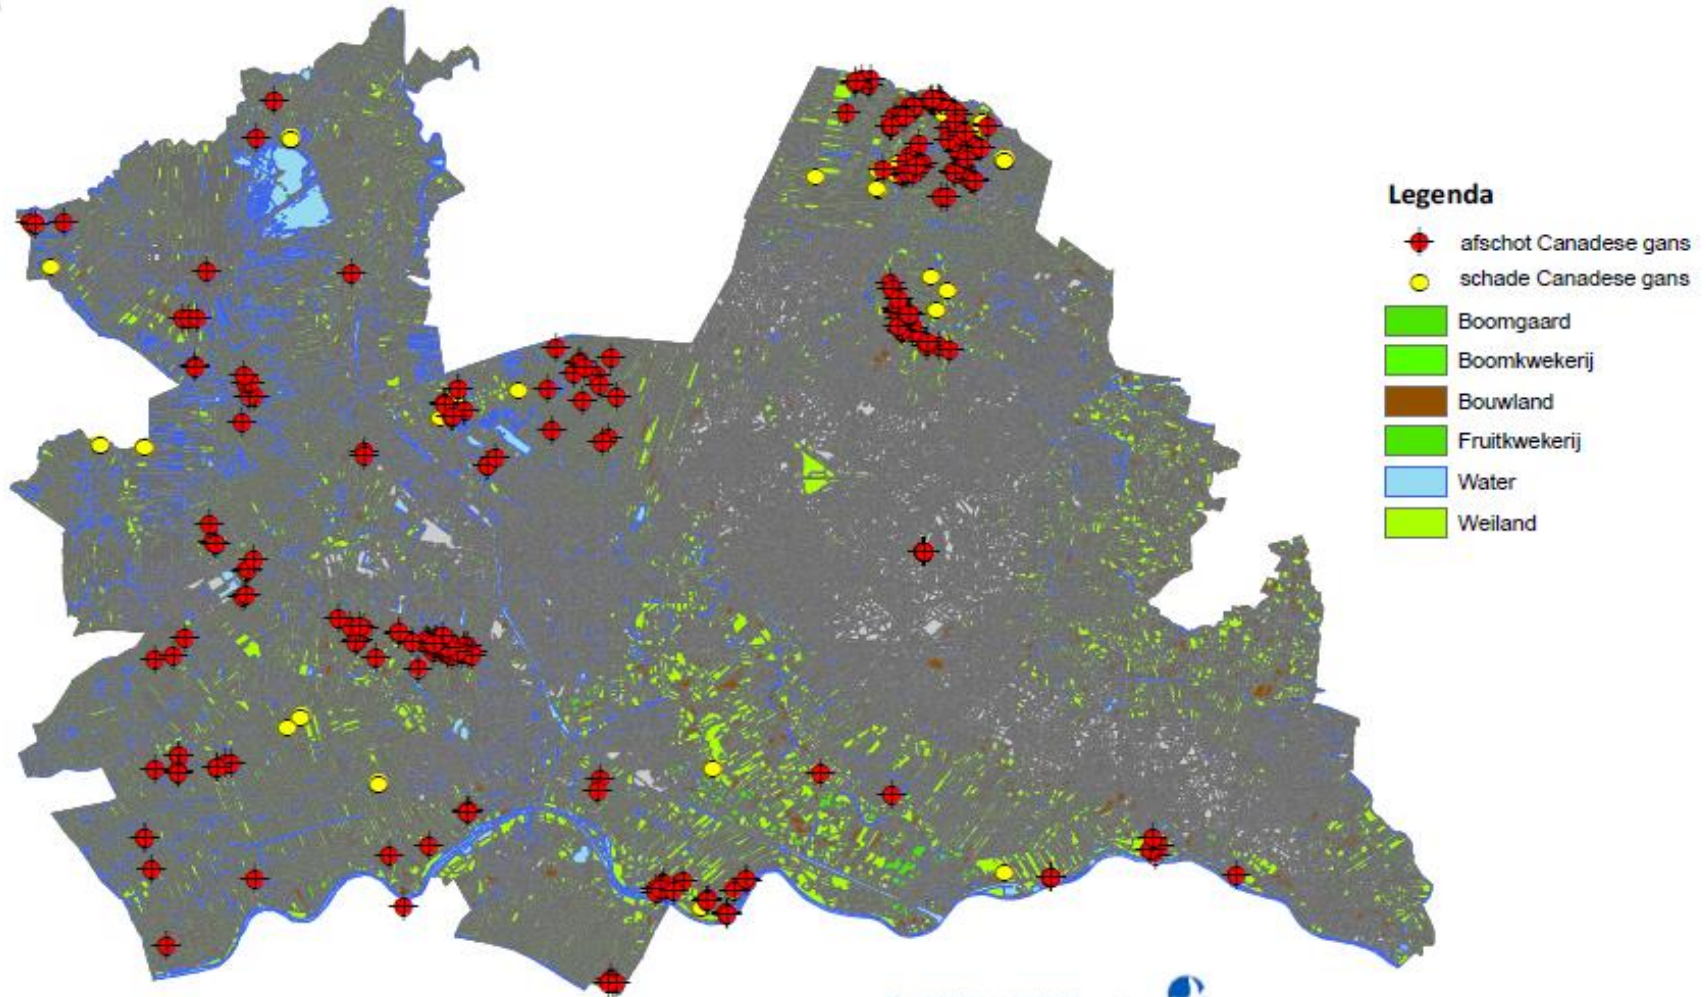 Legenda
afschot Canadese gans
schade Canadese gans
Boomgaard
Boomkwekerij
Bouwland
Fruitkwekerij
Water
Weiland